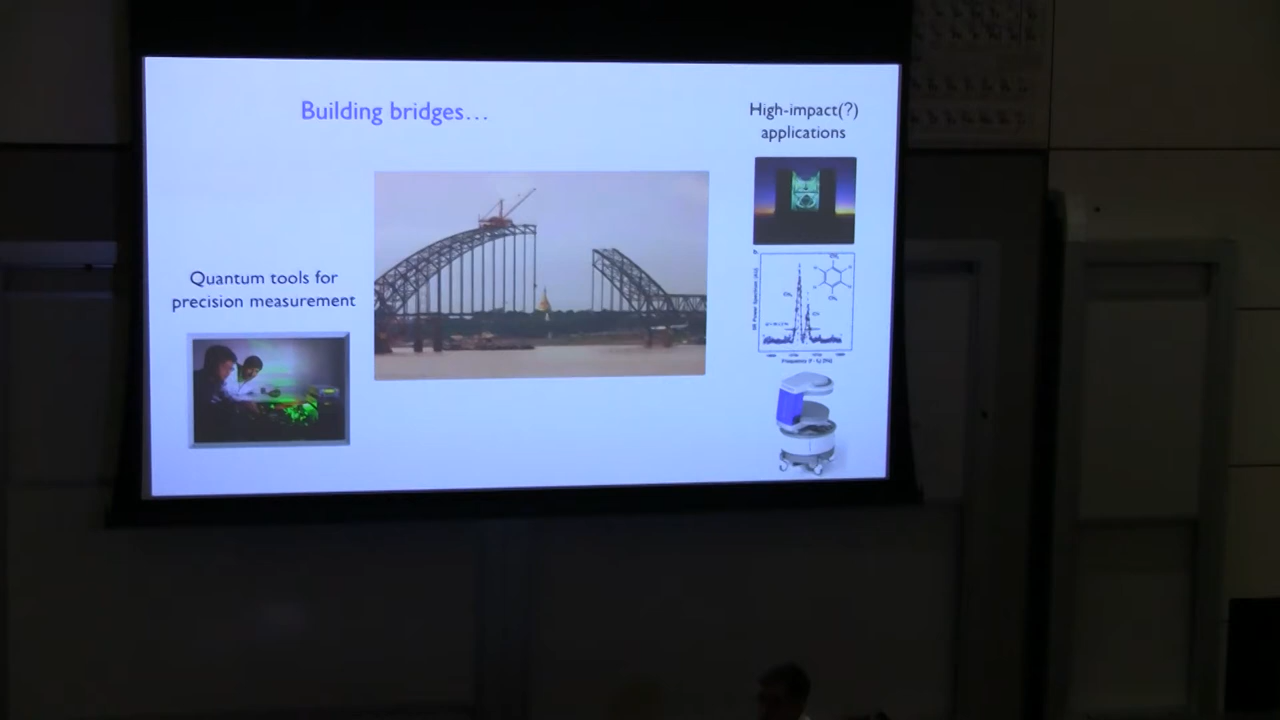 Building bridges...
High-impact(?)
applications
Quantum tools for
precision measurement